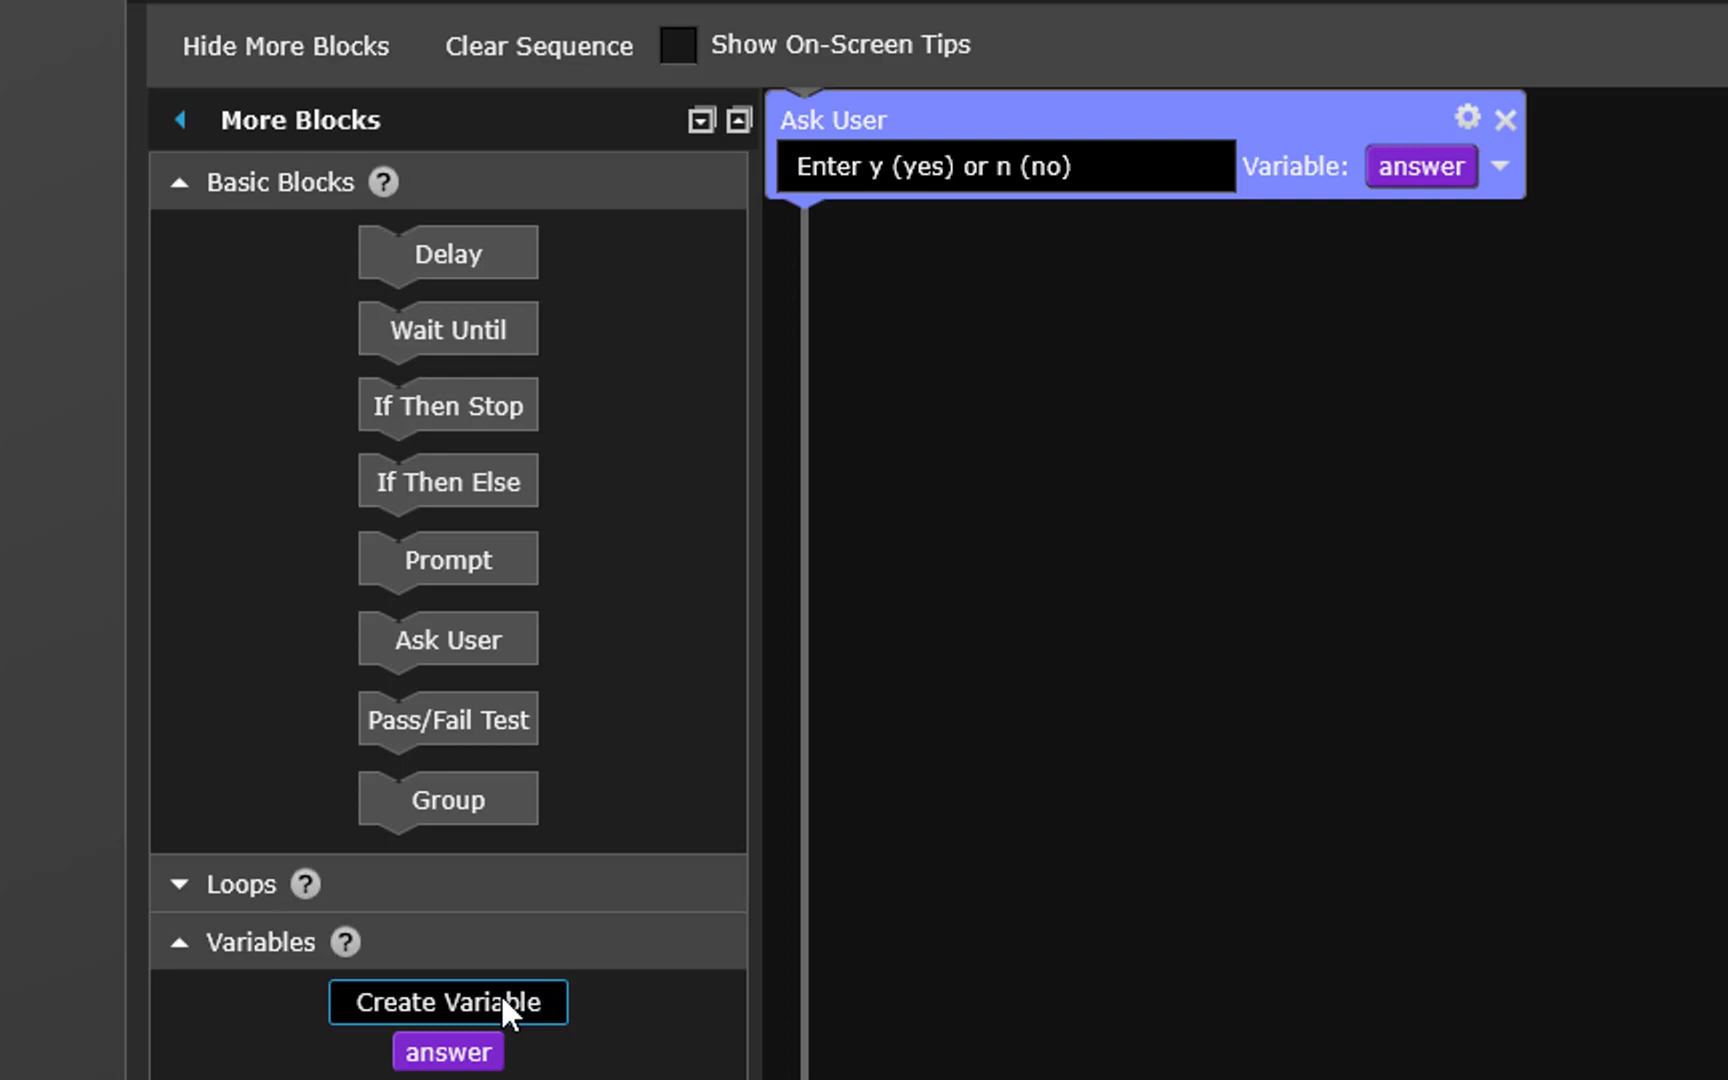 Hide More Blocks Clear Sequence Show On-Screen Tips
More Blocks
Basic Blocks ?
Delay
Wait Until
If Then Stop
If Then Else
Prompt
Ask User
Pass/Fail Test
Group
Loops ?
Variables ?
Create Variable
answer
Ask User
Enter y (yes) or n (no) Variable: answer